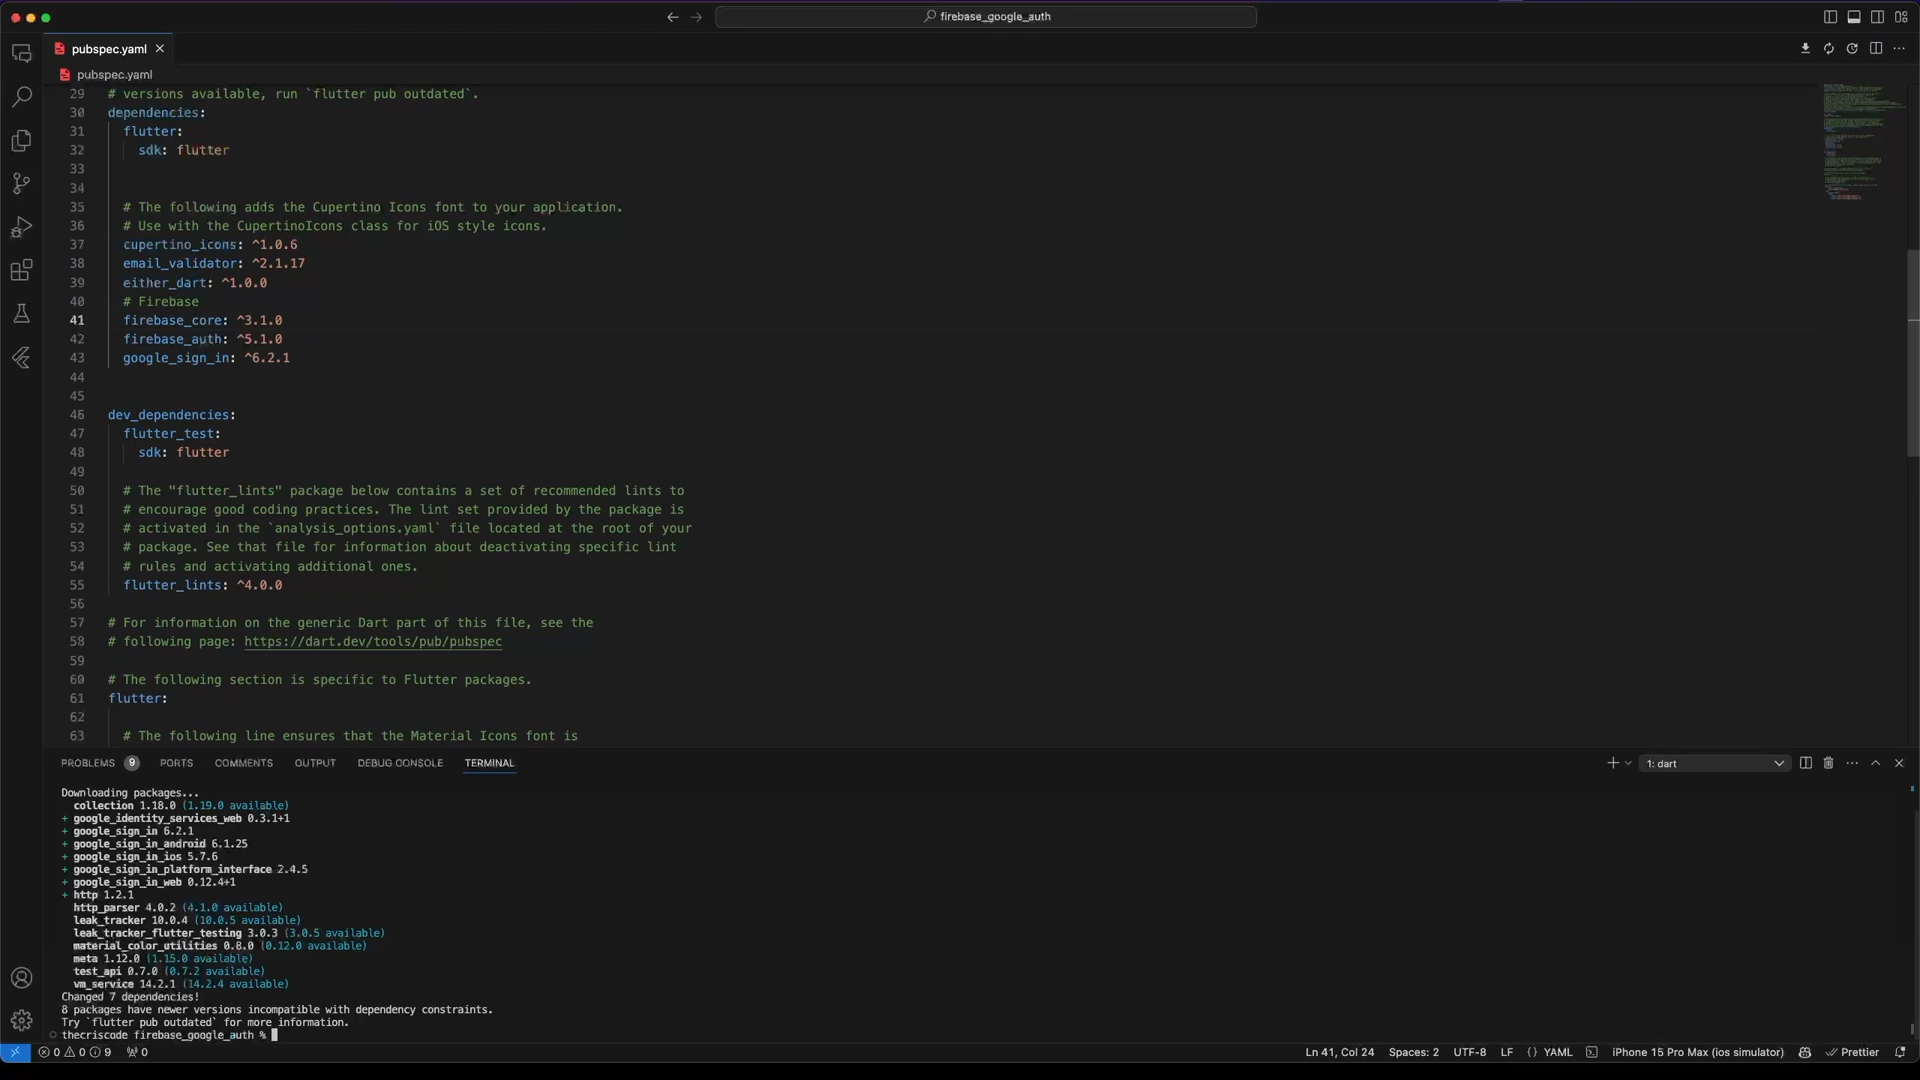 firebase_google_auth
pubspec.yaml
pubspec.yaml
29 # versions available, run `flutter pub outdated`.
30 dependencies:
31 flutter:
32 sdk: flutter
33
34
35 # The following adds the Cupertino Icons font to your application.
36 # Use with the CupertinoIcons class for iOS style icons.
37 cupertino_icons: ^1.0.6
38 email_validator: ^2.1.17
39 either_dart: ^1.0.0
40 # Firebase
41 firebase_core: ^3.1.0
42 firebase_auth: ^5.1.0
43 google_sign_in: ^6.2.1
44
45
46 dev_dependencies:
47 flutter_test:
48 sdk: flutter
49
50 # The "flutter_lints" package below contains a set of recommended lints to
51 # encourage good coding practices. The lint set provided by the package is
52 # activated in the `analysis_options.yaml` file located at the root of your
53 # package. See that file for information about deactivating specific lint
54 # rules and activating additional ones.
55 flutter_lints: ^4.0.0
56
57 # For information on the generic Dart part of this file, see the
58 # following page: https://dart.dev/tools/pub/pubspec
59
60 # The following section is specific to Flutter packages.
61 flutter:
62
63 # The following line ensures that the Material Icons font is
PROBLEMS 9 PORTS COMMENTS OUTPUT DEBUG CONSOLE TERMINAL 1: dart
Downloading packages...
collection 1.18.0 (1.19.0 available)
+ google_identity_services_web 0.3.1+1
+ google_sign_in 6.2.1
+ google_sign_in_android 6.1.25
+ google_sign_in_ios 5.7.6
+ google_sign_in_platform_interface 2.4.5
+ google_sign_in_web 0.12.4+1
+ http 1.2.1
http_parser 4.0.2 (4.1.0 available)
leak_tracker 10.0.4 (10.0.5 available)
leak_tracker_flutter_testing 3.0.3 (3.0.5 available)
material_color_utilities 0.8.0 (0.12.0 available)
meta 1.12.0 (1.15.0 available)
test_api 0.7.0 (0.7.2 available)
vm_service 14.2.1 (14.2.4 available)
Changed 7 dependencies!
8 packages have newer versions incompatible with dependency constraints.
Try `flutter pub outdated` for more information.
thecriscode firebase_google_auth %
0 0 9 0 Ln 41, Col 24 Spaces: 2 UTF-8 LF {} YAML iPhone 15 Pro Max (ios simulator) Prettier